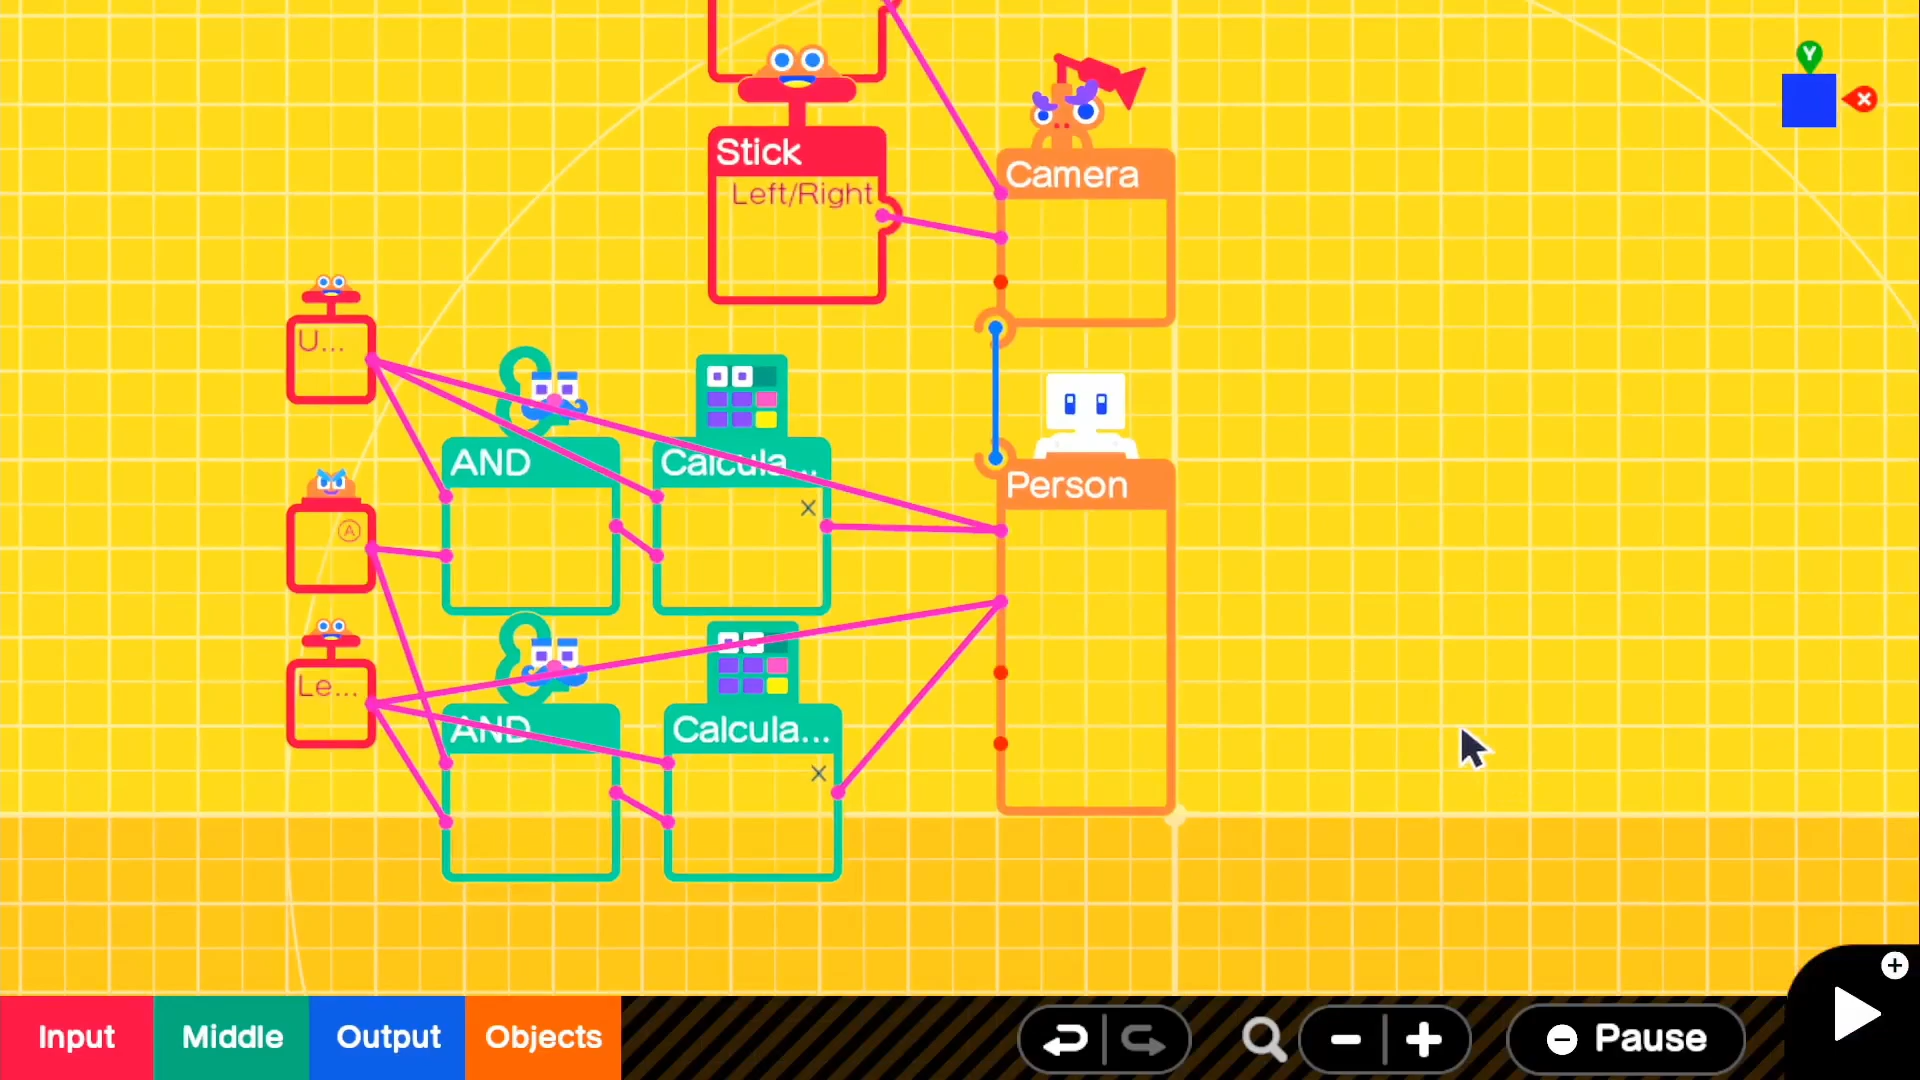 Y
X
Stick
Left/Right
Camera
U...
AND
Calcula...
×
Person
A
Le...
AND
Calcula...
×
Input
Middle
Output
Objects
Pause